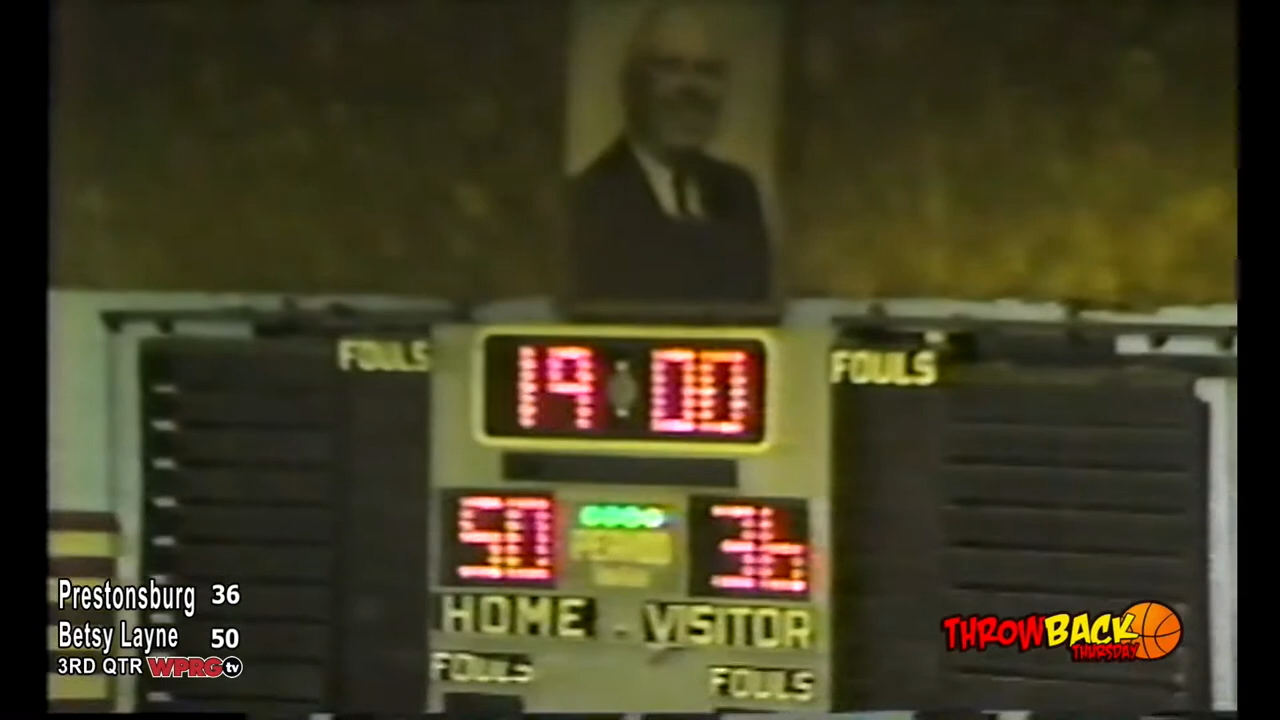 FOULS
FOULS
19:00
50
36
PERIOD
HOME
VISITOR
FOULS
FOULS
Prestonsburg 36
Betsy Layne 50
3RD QTR WPRG tv
THROWBACK
THURSDAY